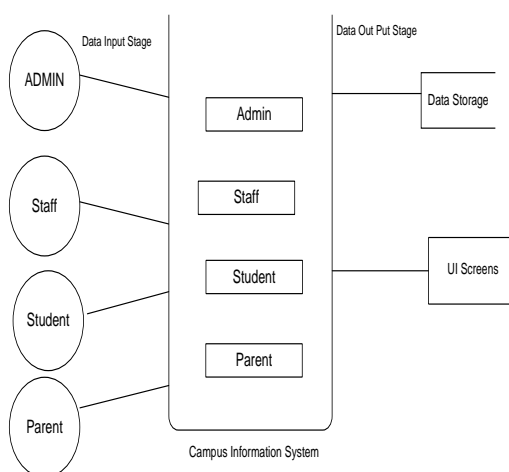 Data Input Stage
Data Out Put Stage
ADMIN
Admin
Data Storage
Staff
Staff
Student
Student
UI Screens
Parent
Parent
Campus Information System